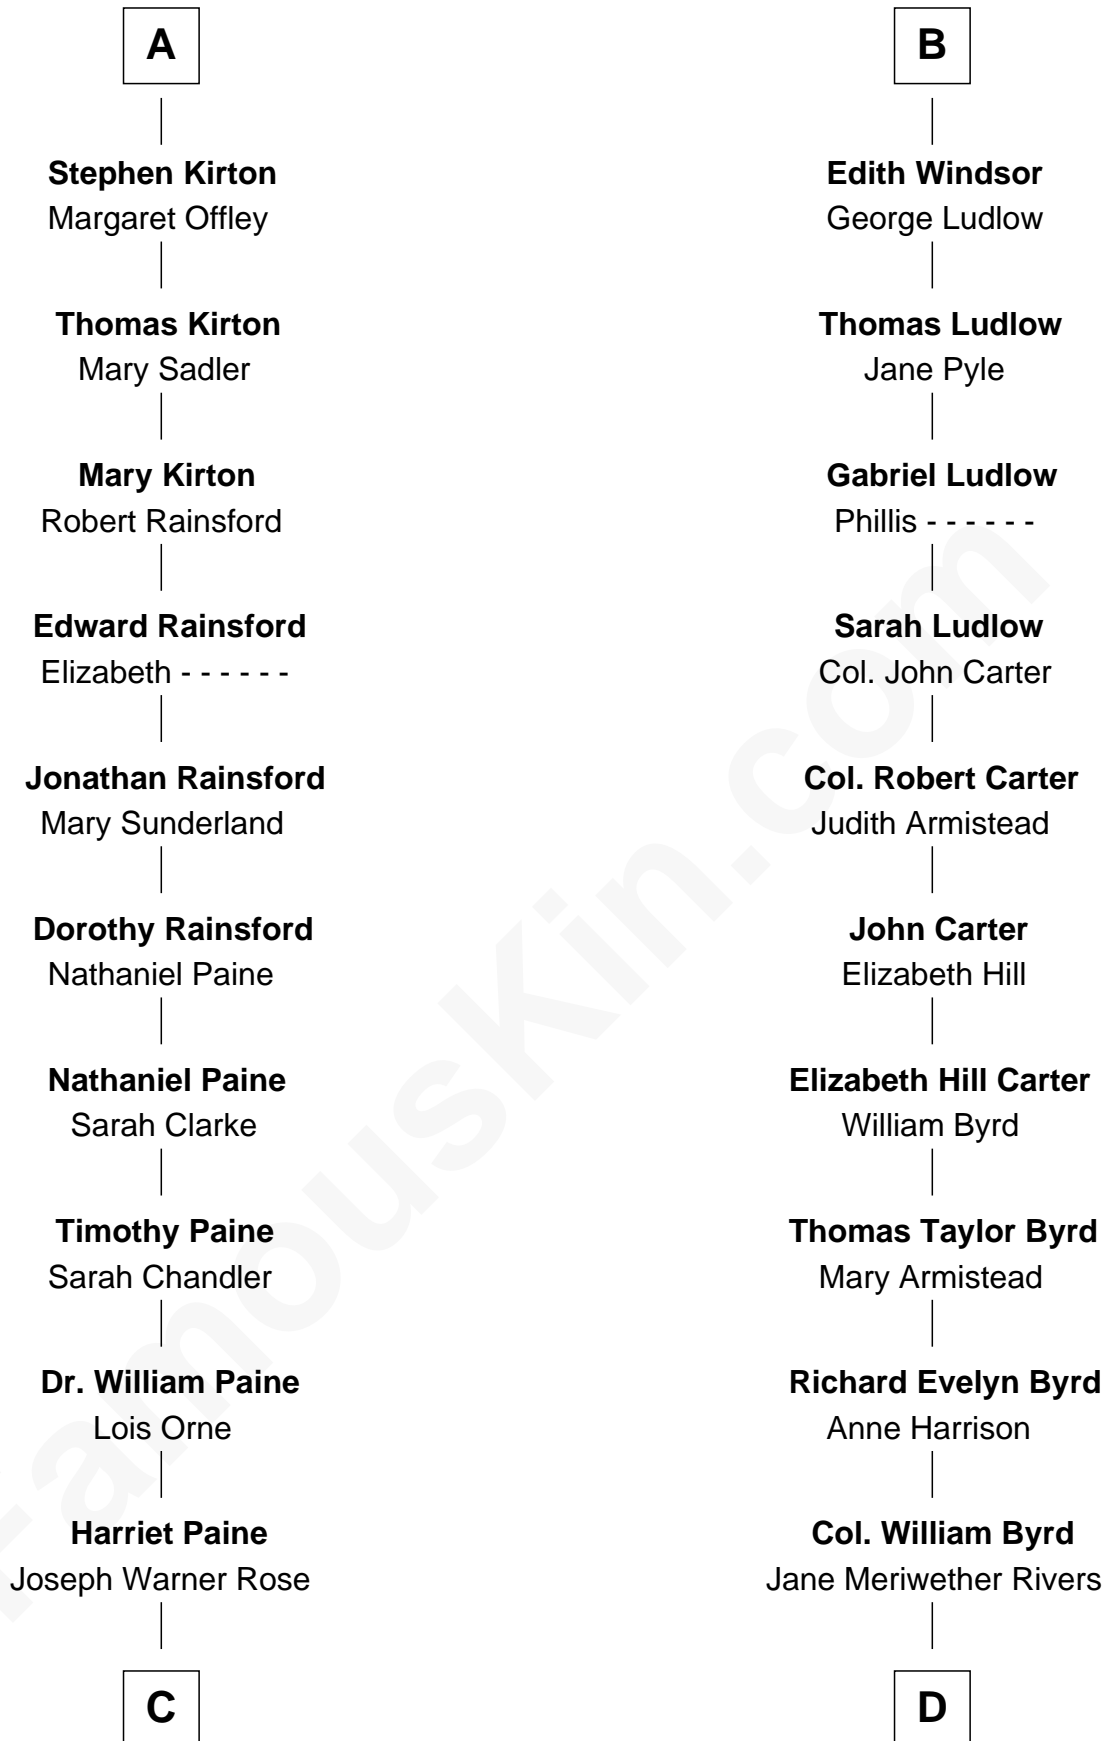 A
Stephen Kirton
Margaret Offley
Thomas Kirton
Mary Sadler
Mary Kirton
Robert Rainsford
Edward Rainsford
Elizabeth - - - - - -
Jonathan Rainsford
Mary Sunderland
Dorothy Rainsford
Nathaniel Paine
Nathaniel Paine
Sarah Clarke
Timothy Paine
Sarah Chandler
Dr. William Paine
Lois Orne
Harriet Paine
Joseph Warner Rose
C
B
Edith Windsor
George Ludlow
Thomas Ludlow
Jane Pyle
Gabriel Ludlow
Phillis - - - - - -
Sarah Ludlow
Col. John Carter
Col. Robert Carter
Judith Armistead
John Carter
Elizabeth Hill
Elizabeth Hill Carter
William Byrd
Thomas Taylor Byrd
Mary Armistead
Richard Evelyn Byrd
Anne Harrison
Col. William Byrd
Jane Meriwether Rivers
D
FamousKin.com